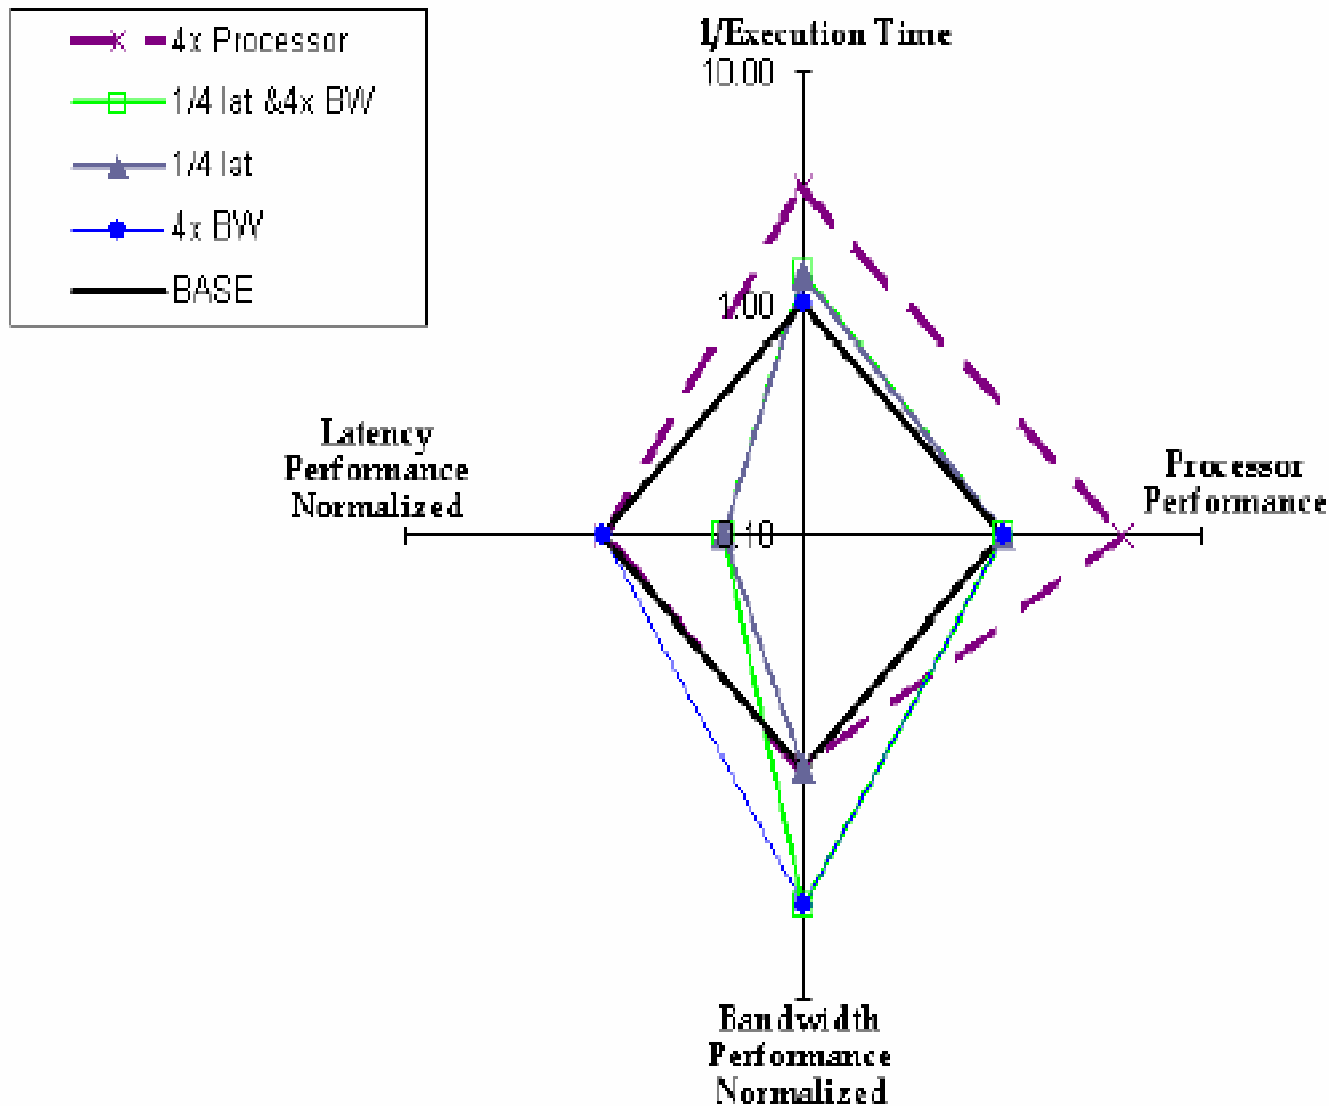 4x Processor
1/4 lat &4x BW
1/4 lat
4x BW
BASE
1/Execution Time
10.00
1.00
Latency
Performance
Normalized
Processor
Performance
.10
Bandwidth
Performance
Normalized